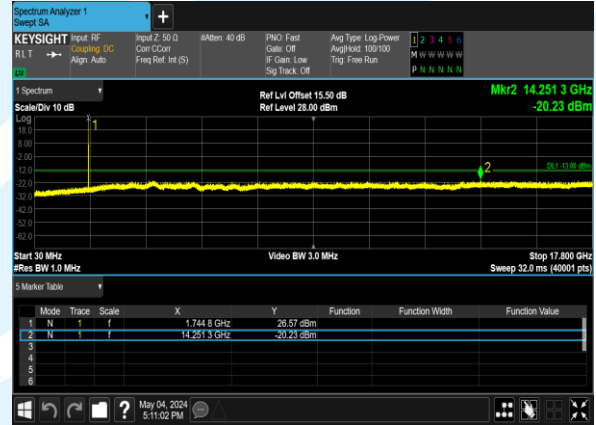 Spectrum Analyzer 1
Swept SA
+
KEYSIGHT Input: RF Input Z: 50 Ω #Atten: 40 dB PNO: Fast Avg Type: Log-Power 1 2 3 4 5 6
RLT Coupling: DC Corr CCorr Gate: Off Avg|Hold: 100/100 M W W W W W
Align: Auto Freq Ref: Int (S) IF Gain: Low Trig: Free Run P N N N N N
Sig Track: Off
LXI
1 Spectrum Ref Lvl Offset 15.50 dB Mkr2 14.251 3 GHz
Scale/Div 10 dB Ref Level 28.00 dBm -20.23 dBm
Log
1
18.0
8.00
-2.00
-12.0 2 DL1 -13.00 dBm
-22.0
-32.0
-42.0
-52.0
-62.0
Start 30 MHz Video BW 3.0 MHz Stop 17.800 GHz
#Res BW 1.0 MHz Sweep 32.0 ms (40001 pts)
5 Marker Table
Mode Trace Scale X Y Function Function Width Function Value
1 N 1 f 1.744 8 GHz 26.57 dBm
2 N 1 f 14.251 3 GHz -20.23 dBm
3
4
5
6
? May 04, 2024
5:11:02 PM